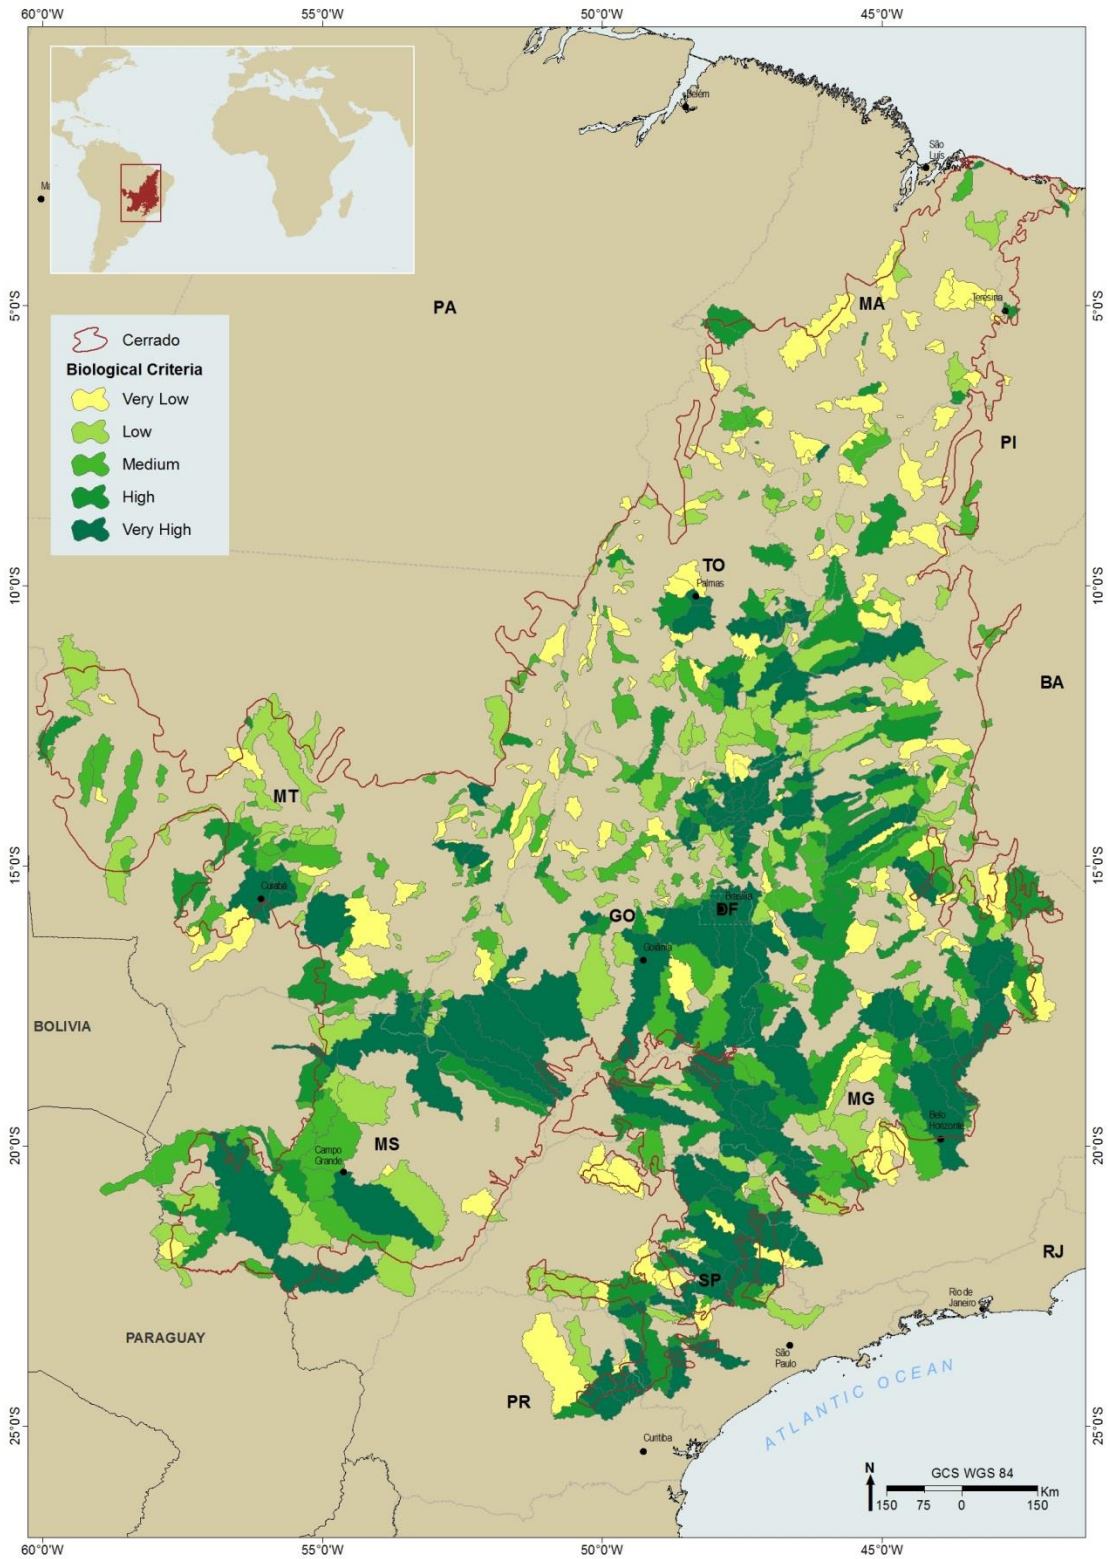 60°0'W 55°0'W 50°0'W 45°0'W
Belém
São
Luís
Ma
PA
MA
Teresina
5°0'S
5°0'S
Cerrado
Biological Criteria
Very Low
Low
Medium
High
Very High
PI
TO
Palmas
10°0'S
10°0'S
BA
MT
15°0'S
15°0'S
Cuiabá
Brasília
DF
GO
Goiânia
BOLIVIA
MG
Belo
Horizonte
MS
Campo
Grande
20°0'S
20°0'S
RJ
SP
Rio de
Janeiro
PARAGUAY
São
Paulo
ATLANTIC OCEAN
PR
25°0'S
25°0'S
Curitiba
N
GCS WGS 84
Km
150 75 0 150
60°0'W 55°0'W 50°0'W 45°0'W